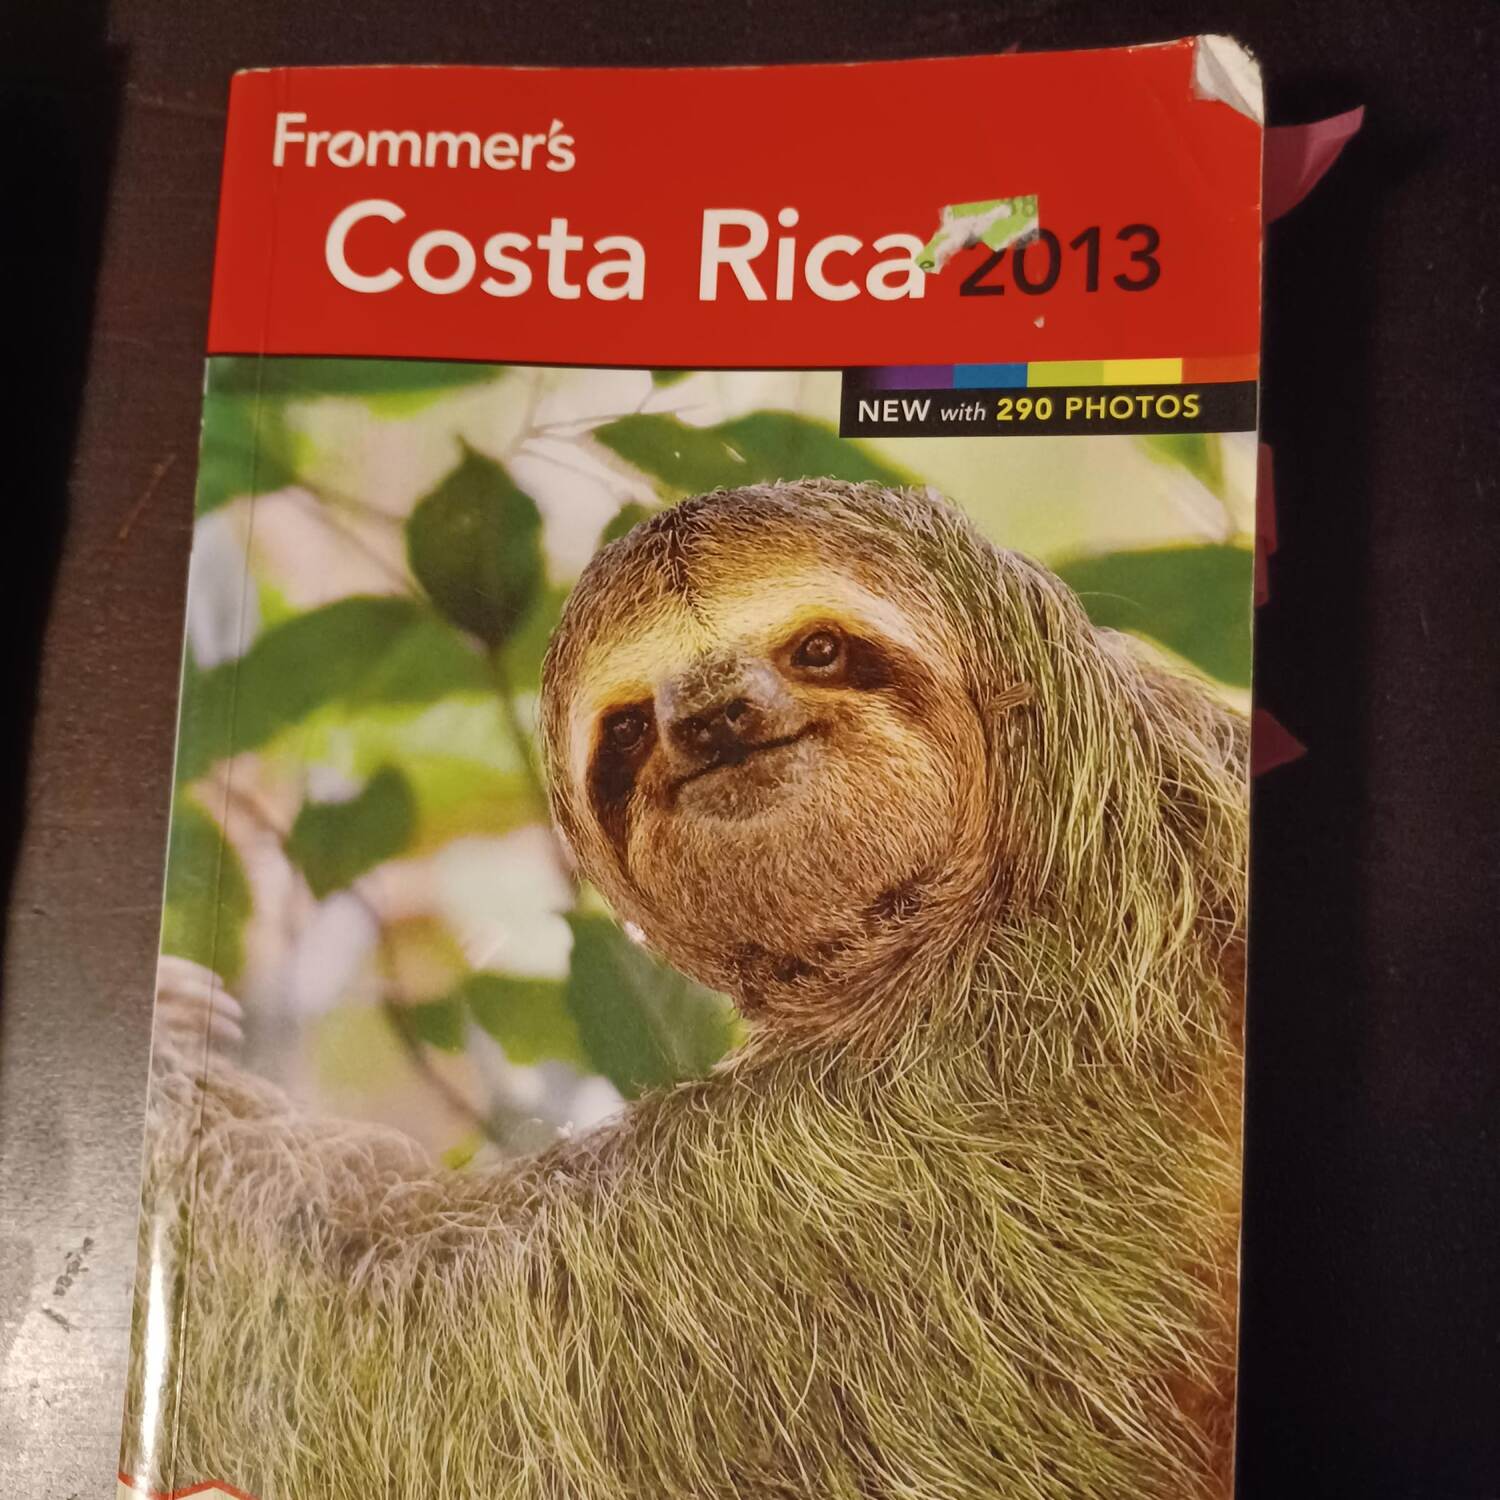 Frommer's
Costa Rica 2013
NEW with 290 PHOTOS